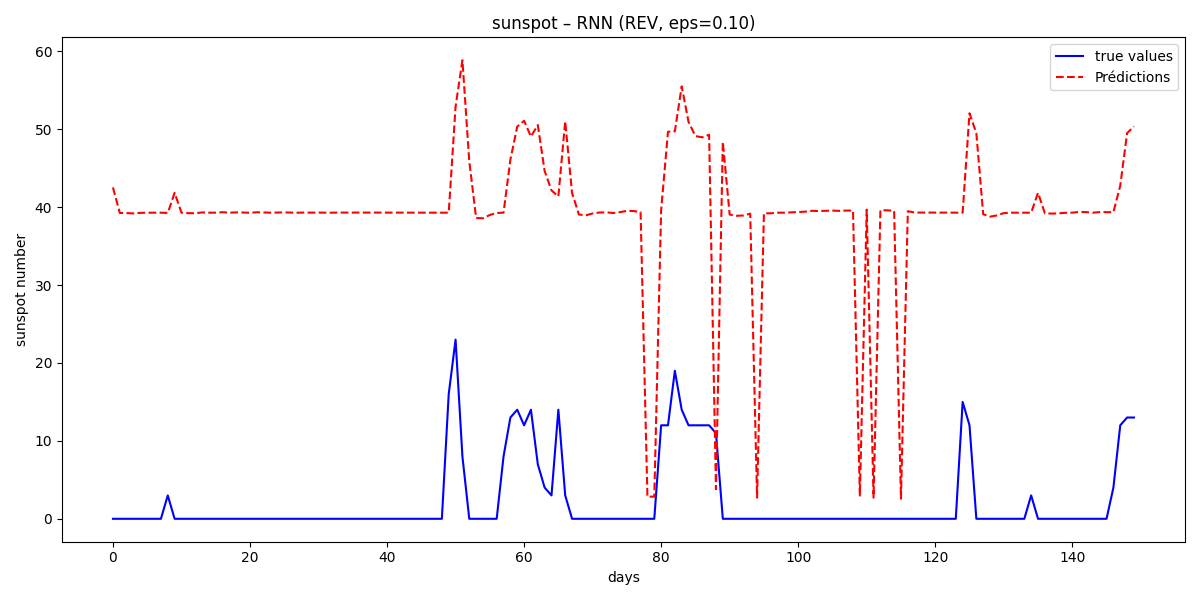 sunspot – RNN (REV, eps=0.10)
true values
Prédictions
60
50
40
30
20
10
0
sunspot number
0 20 40 60 80 100 120 140
days